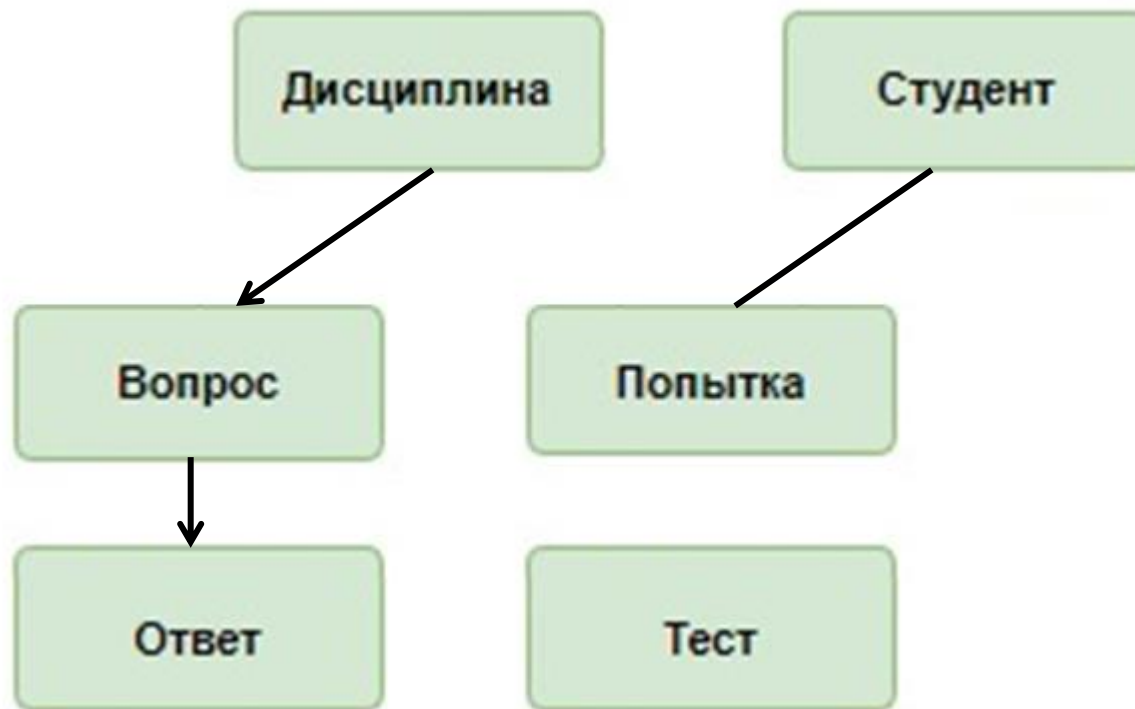 Дисциплина
Студент
Вопрос
Попытка
Ответ
Тест